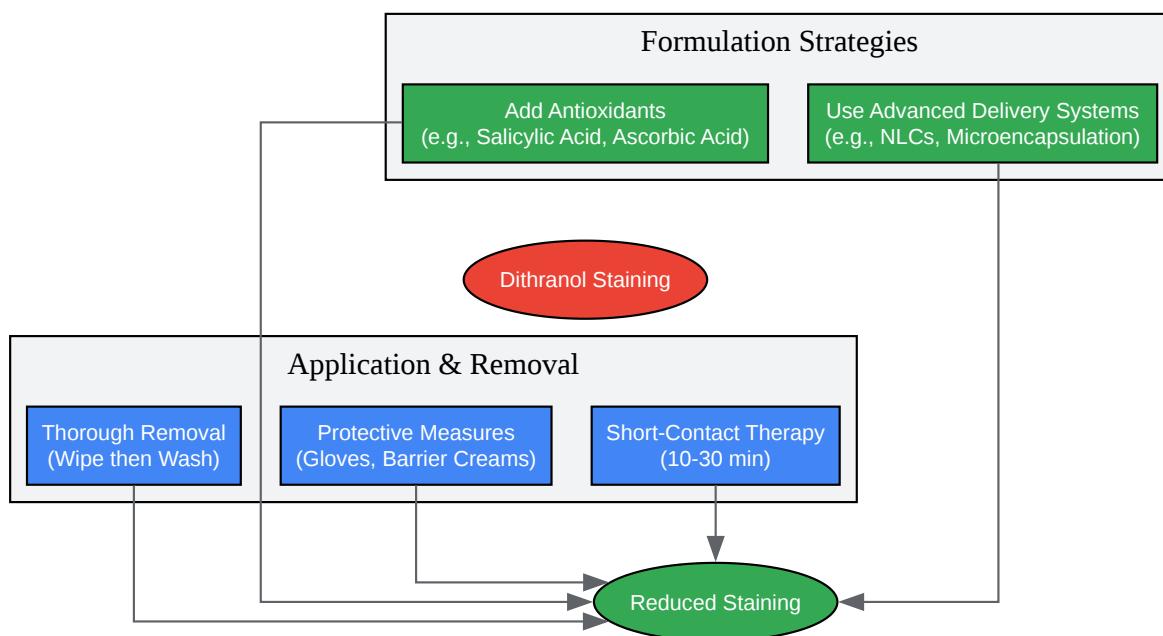 Formulation Strategies
Add Antioxidants
(e.g., Salicylic Acid, Ascorbic Acid)
Use Advanced Delivery Systems
(e.g., NLCs, Microencapsulation)
Dithranol Staining
Application & Removal
Thorough Removal
(Wipe then Wash)
Protective Measures
(Gloves, Barrier Creams)
Short-Contact Therapy
(10-30 min)
Reduced Staining